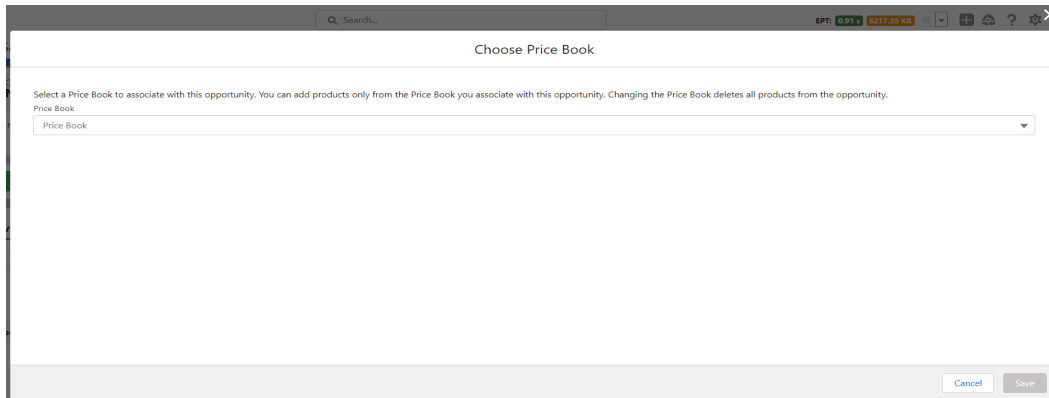 Search...
EPT: 0.91 s 6217.35 KB
Choose Price Book
Select a Price Book to associate with this opportunity. You can add products only from the Price Book you associate with this opportunity. Changing the Price Book deletes all products from the opportunity.
Price Book
Price Book
Cancel Save